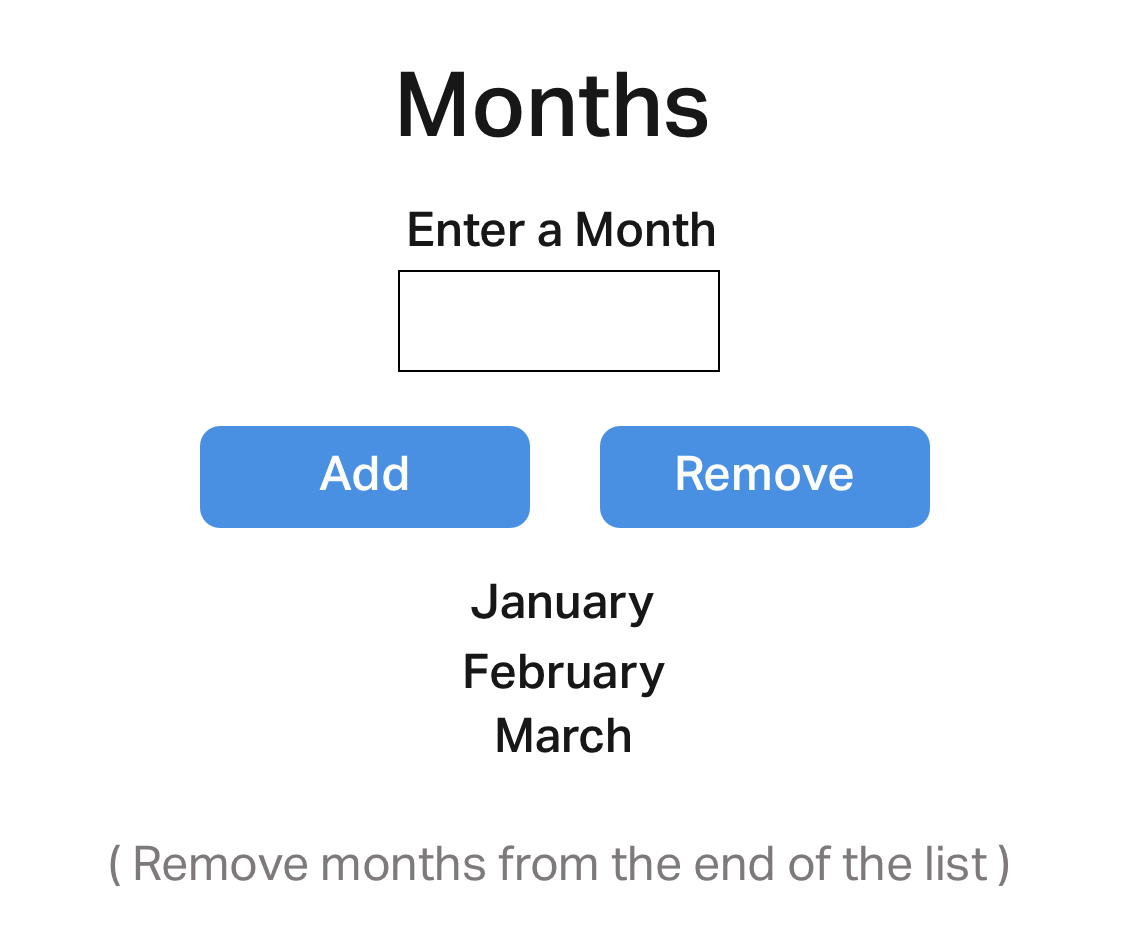 Months
Enter a Month
Add Remove
January
February
March
( Remove months from the end of the list )